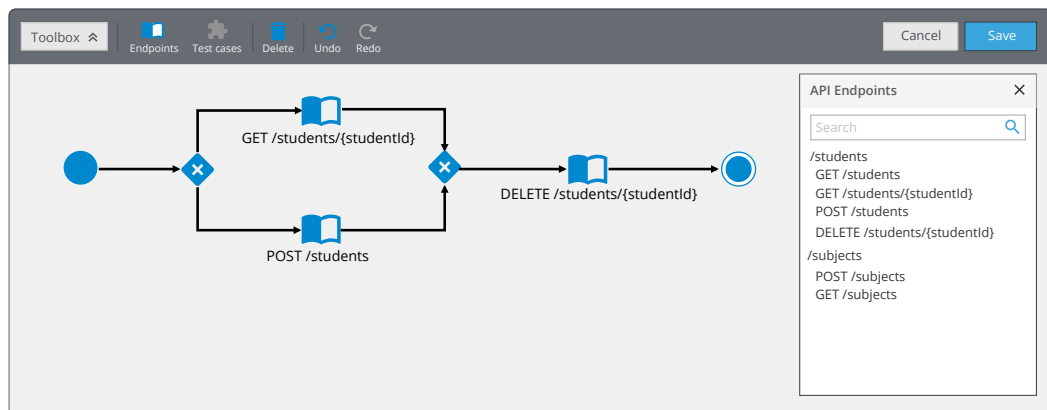 Toolbox
Endpoints
Test cases
Delete
Undo
Redo
Cancel
Save
GET /students/{studentId}
POST /students
DELETE /students/{studentId}
API Endpoints
Search
/students
GET /students
GET /students/{studentId}
POST /students
DELETE /students/{studentId}
/subjects
POST /subjects
GET /subjects